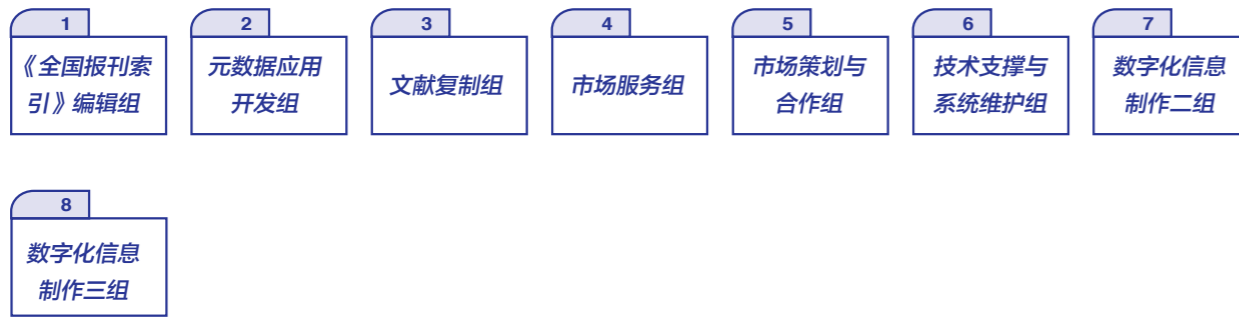 1
《全国报刊索
引》编辑组
2
元数据应用
开发组
3
文献复制组
4
市场服务组
5
市场策划与
合作组
6
技术支撑与
系统维护组
7
数字化信息
制作二组
8
数字化信息
制作三组